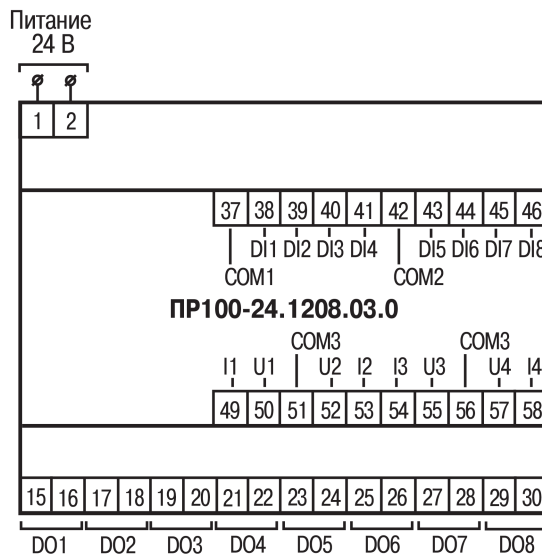 Питание
24 В
1 2
37 38 39 40 41 42 43 44 45 46
DI1 DI2 DI3 DI4 DI5 DI6 DI7 DI8
COM1 COM2
ПР100-24.1208.03.0
COM3 COM3
I1 U1 U2 I2 I3 U3 U4 I4
49 50 51 52 53 54 55 56 57 58
15 16 17 18 19 20 21 22 23 24 25 26 27 28 29 30
DO1 DO2 DO3 DO4 DO5 DO6 DO7 DO8